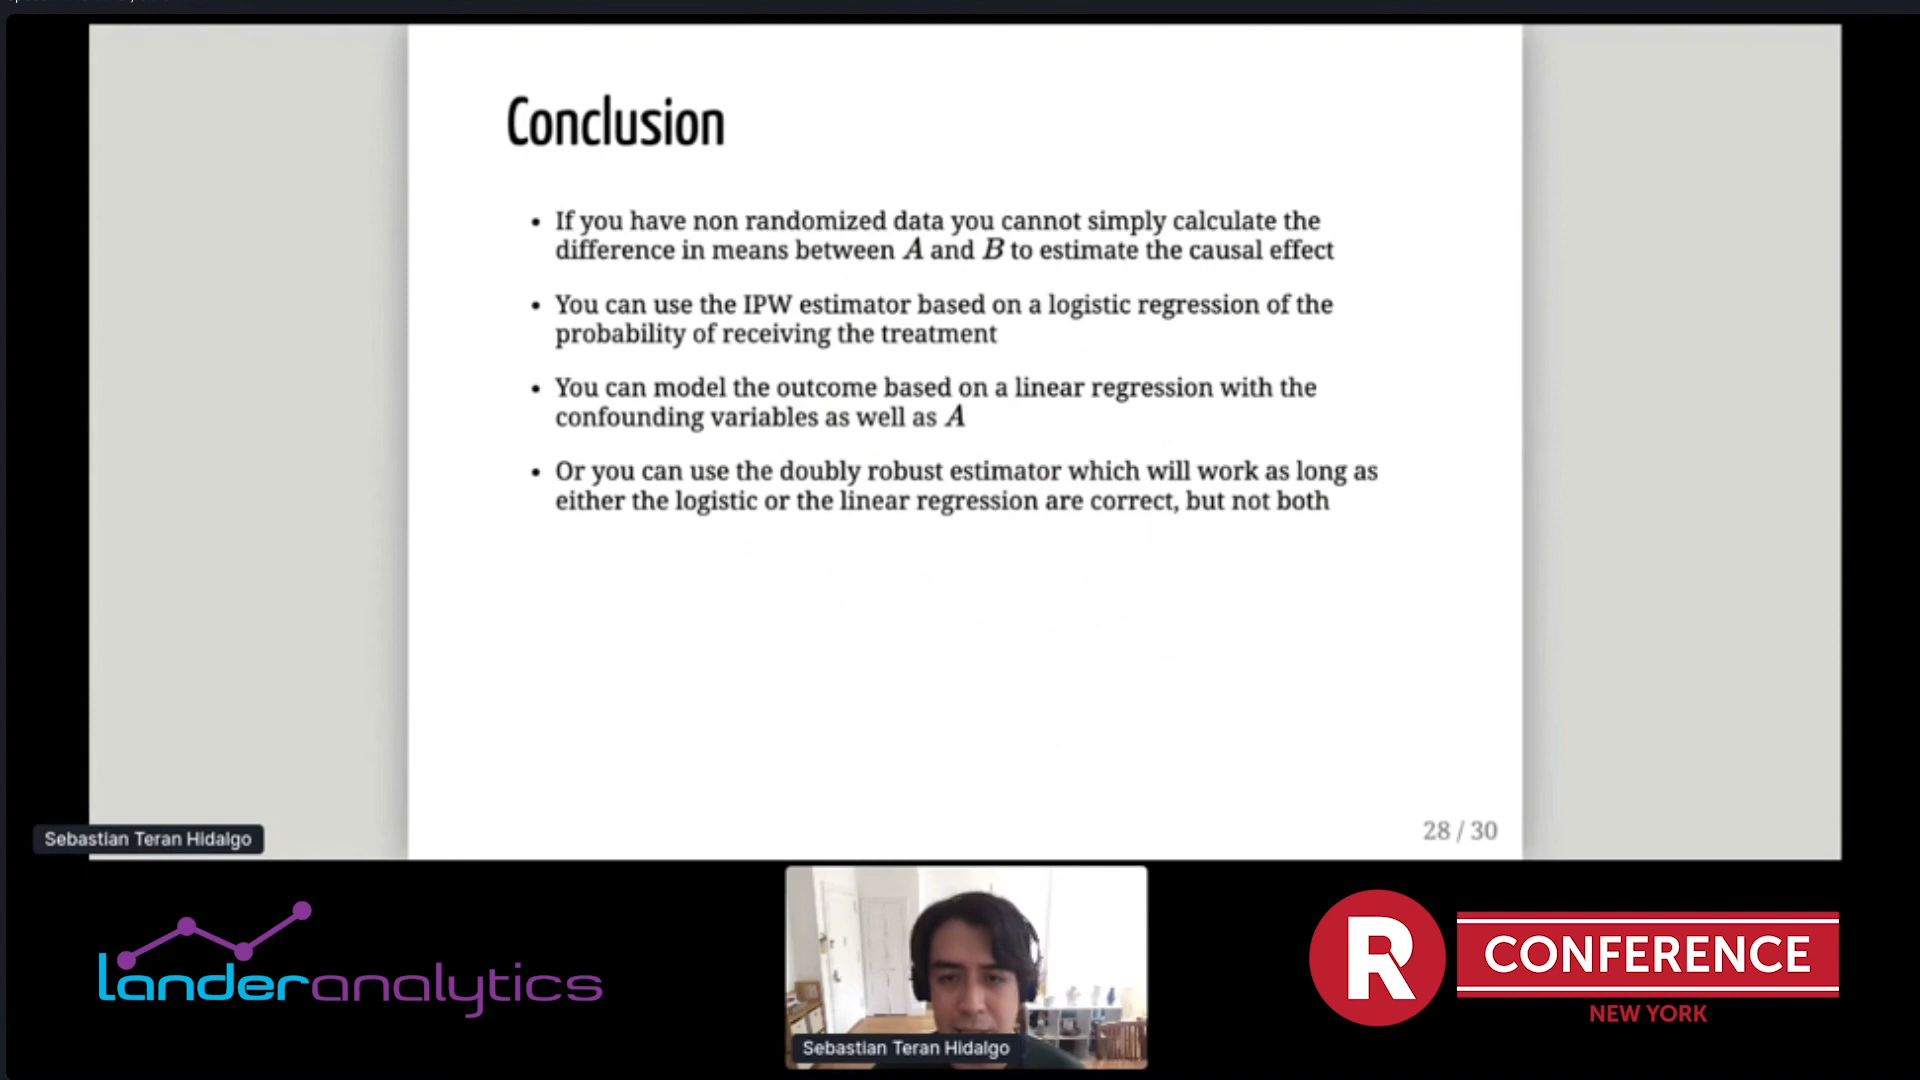 Conclusion
• If you have non randomized data you cannot simply calculate the
difference in means between A and B to estimate the causal effect
• You can use the IPW estimator based on a logistic regression of the
probability of receiving the treatment
• You can model the outcome based on a linear regression with the
confounding variables as well as A
• Or you can use the doubly robust estimator which will work as long as
either the logistic or the linear regression are correct, but not both
28 / 30
Sebastian Teran Hidalgo
landeranalytics
Sebastian Teran Hidalgo
R CONFERENCE
NEW YORK